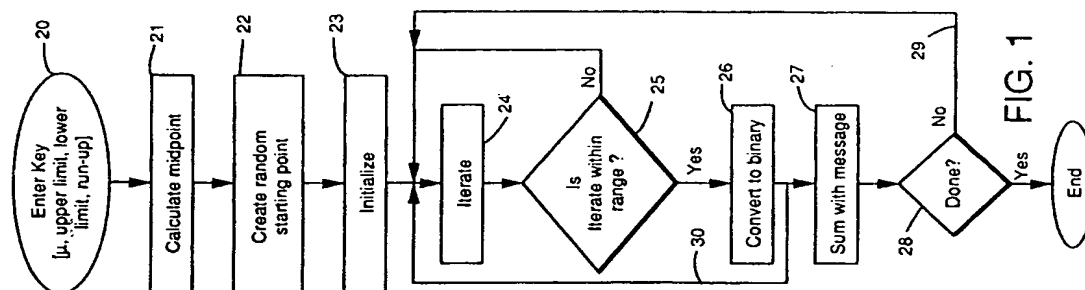 20
Enter Key
[μ, upper limit, lower
limit, run-up]
21
Calculate midpoint
22
Create random
starting point
23
Initialize
24
Iterate
No
Is
Iterate within
range ?
25
Yes
26
Convert to binary
30
27
Sum with message
28
Done?
No
29
Yes
End
FIG. 1